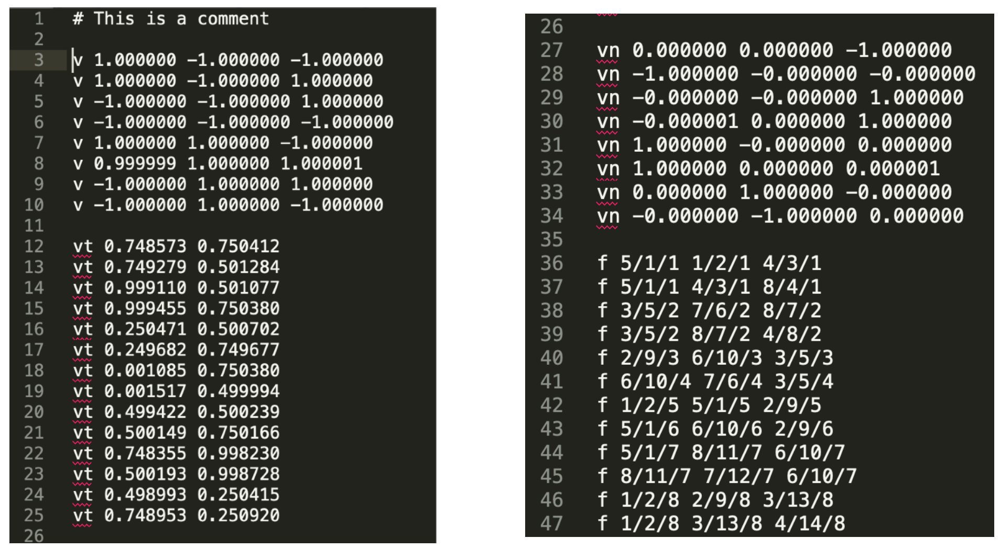 1 # This is a comment
2
3 v 1.000000 -1.000000 -1.000000
4 v 1.000000 -1.000000 1.000000
5 v -1.000000 -1.000000 1.000000
6 v -1.000000 -1.000000 -1.000000
7 v 1.000000 1.000000 -1.000000
8 v 0.999999 1.000000 1.000001
9 v -1.000000 1.000000 1.000000
10 v -1.000000 1.000000 -1.000000
11
12 vt 0.748573 0.750412
13 vt 0.749279 0.501284
14 vt 0.999110 0.501077
15 vt 0.999455 0.750380
16 vt 0.250471 0.500702
17 vt 0.249682 0.749677
18 vt 0.001085 0.750380
19 vt 0.001517 0.499994
20 vt 0.499422 0.500239
21 vt 0.500149 0.750166
22 vt 0.748355 0.998230
23 vt 0.500193 0.998728
24 vt 0.498993 0.250415
25 vt 0.748953 0.250920
26
26
27 vn 0.000000 0.000000 -1.000000
28 vn -1.000000 -0.000000 -0.000000
29 vn -0.000000 -0.000000 1.000000
30 vn -0.000001 0.000000 1.000000
31 vn 1.000000 -0.000000 0.000000
32 vn 1.000000 0.000000 0.000001
33 vn 0.000000 1.000000 -0.000000
34 vn -0.000000 -1.000000 0.000000
35
36 f 5/1/1 1/2/1 4/3/1
37 f 5/1/1 4/3/1 8/4/1
38 f 3/5/2 7/6/2 8/7/2
39 f 3/5/2 8/7/2 4/8/2
40 f 2/9/3 6/10/3 3/5/3
41 f 6/10/4 7/6/4 3/5/4
42 f 1/2/5 5/1/5 2/9/5
43 f 5/1/6 6/10/6 2/9/6
44 f 5/1/7 8/11/7 6/10/7
45 f 8/11/7 7/12/7 6/10/7
46 f 1/2/8 2/9/8 3/13/8
47 f 1/2/8 3/13/8 4/14/8